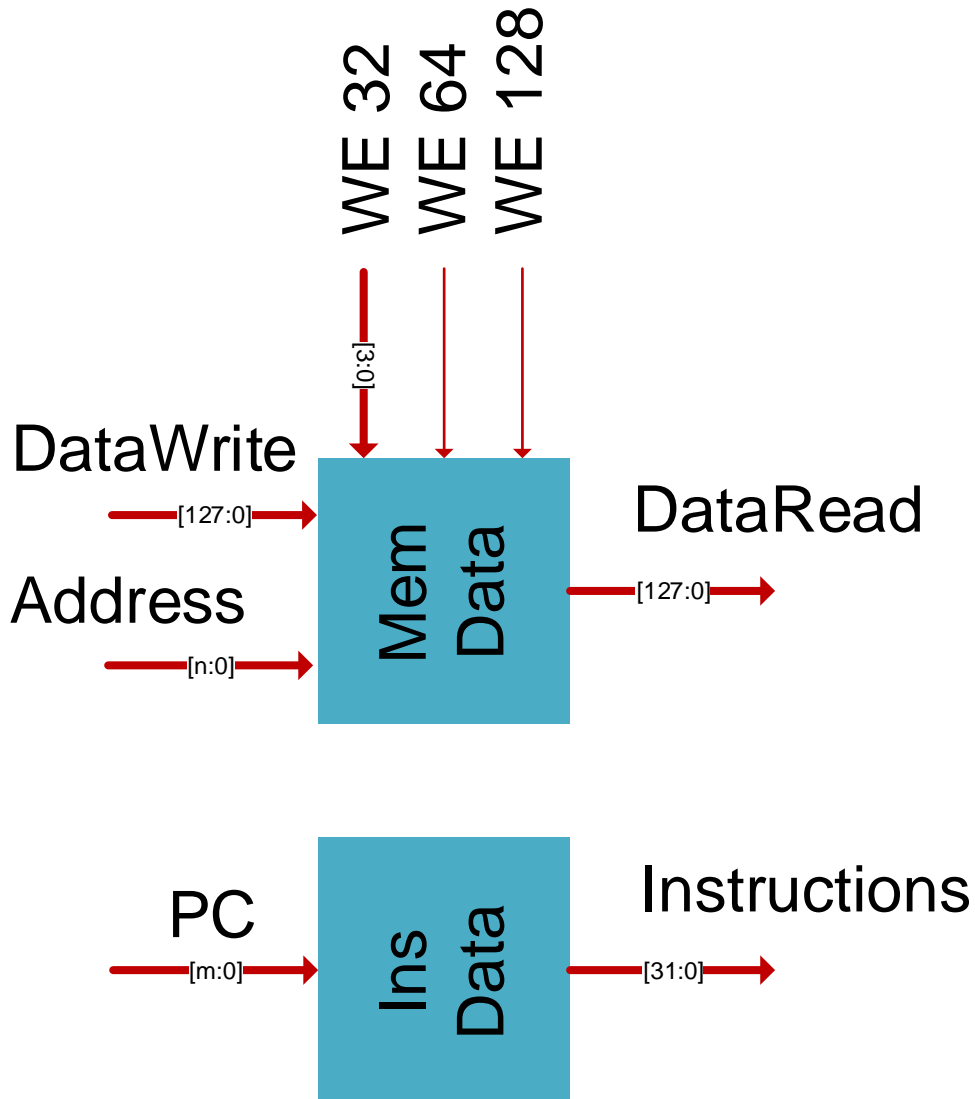 WE 32
WE 64
WE 128
[3:0]
DataWrite
[127:0]
Address
[n:0]
Mem
Data
DataRead
[127:0]
PC
[m:0]
Ins
Data
Instructions
[31:0]